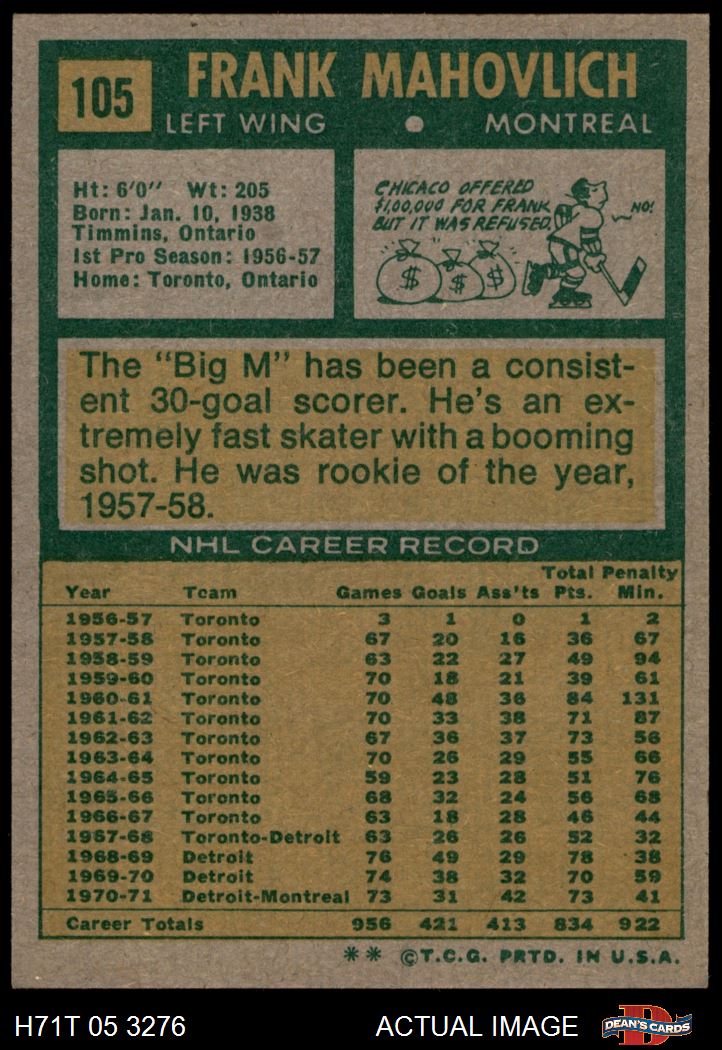 105
FRANK MAHOVLICH
LEFT WING • MONTREAL
Ht: 6'0" Wt: 205
Born: Jan. 10, 1938
Timmins, Ontario
1st Pro Season: 1956-57
Home: Toronto, Ontario
CHICACO OFFERED
$1,00,000 FOR FRANK
BUT IT WAS REFUSED.
NO!
$ $ $
The "Big M" has been a consist-
ent 30-goal scorer. He's an ex-
tremely fast skater with a booming
shot. He was rookie of the year,
1957-58.
NHL CAREER RECORD
Total Penalty
Year Team Games Goals Ass'ts Pts. Min.
1956-57 Toronto 3 1 0 1 2
1957-58 Toronto 67 20 16 36 67
1958-59 Toronto 63 22 27 49 94
1959-60 Toronto 70 18 21 39 61
1960-61 Toronto 70 48 36 84 131
1961-62 Toronto 70 33 38 71 87
1962-63 Toronto 67 36 37 73 56
1963-64 Toronto 70 26 29 55 66
1964-65 Toronto 59 23 28 51 76
1965-66 Toronto 68 32 24 56 68
1966-67 Toronto 63 18 28 46 44
1967-68 Toronto-Detroit 63 26 26 52 32
1968-69 Detroit 76 49 29 78 38
1969-70 Detroit 74 38 32 70 59
1970-71 Detroit-Montreal 73 31 42 73 41
Career Totals 956 421 413 834 922
** ©T.C.G. PRTD. IN U.S.A.
H71T 05 3276 ACTUAL IMAGE D DEAN'S CARDS